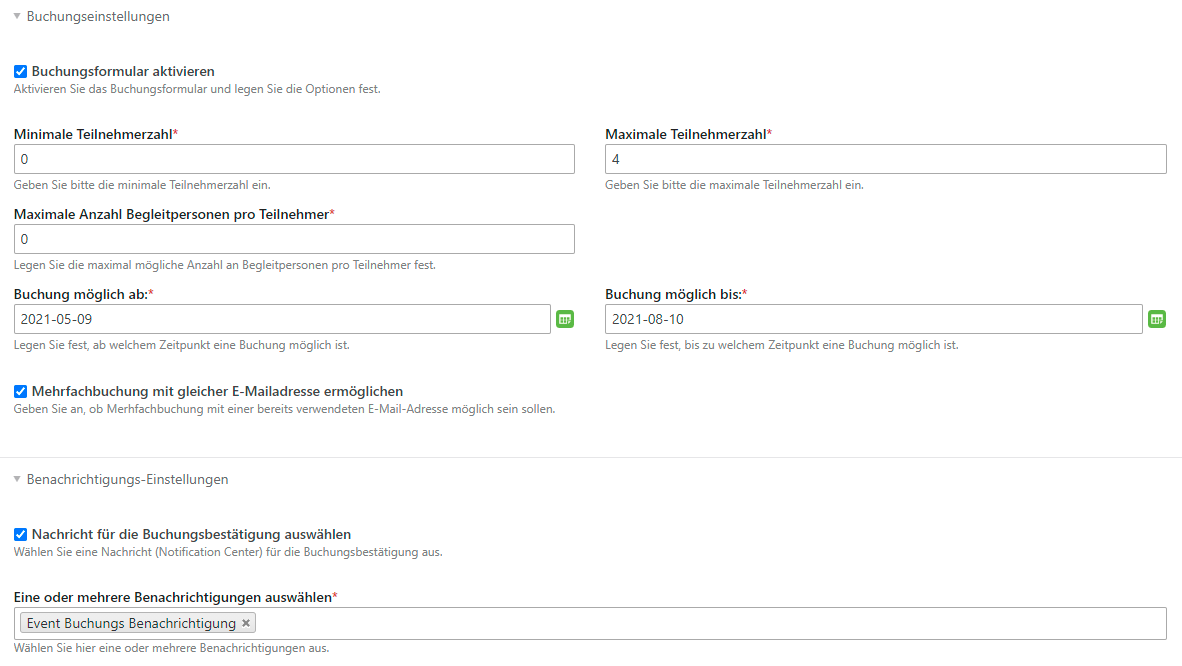 Buchungseinstellungen
Buchungsformular aktivieren
Aktivieren Sie das Buchungsformular und legen Sie die Optionen fest.
Minimale Teilnehmerzahl*
Maximale Teilnehmerzahl*
0
4
Geben Sie bitte die minimale Teilnehmerzahl ein.
Geben Sie bitte die maximale Teilnehmerzahl ein.
Maximale Anzahl Begleitpersonen pro Teilnehmer*
0
Legen Sie die maximal mögliche Anzahl an Begleitpersonen pro Teilnehmer fest.
Buchung möglich ab:*
Buchung möglich bis:*
2021-05-09
2021-08-10
Legen Sie fest, ab welchem Zeitpunkt eine Buchung möglich ist.
Legen Sie fest, bis zu welchem Zeitpunkt eine Buchung möglich ist.
Mehrfachbuchung mit gleicher E-Mailadresse ermöglichen
Geben Sie an, ob Merhfachbuchung mit einer bereits verwendeten E-Mail-Adresse möglich sein sollen.
Benachrichtigungs-Einstellungen
Nachricht für die Buchungsbestätigung auswählen
Wählen Sie eine Nachricht (Notification Center) für die Buchungsbestätigung aus.
Eine oder mehrere Benachrichtigungen auswählen*
Event Buchungs Benachrichtigung ×
Wählen Sie hier eine oder mehrere Benachrichtigungen aus.